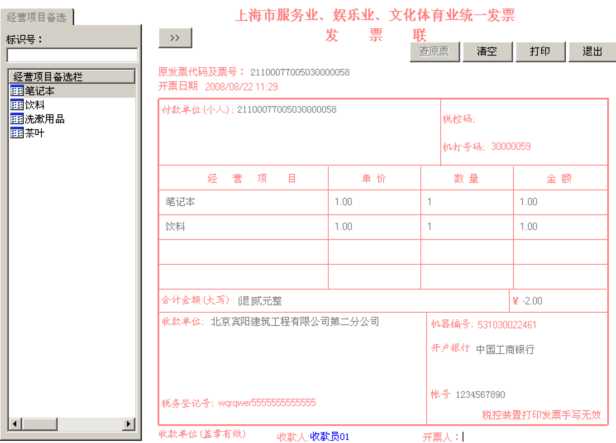 经营项目备选
标识号：
经营项目备选栏
笔记本
饮料
洗漱用品
茶叶
>>
上海市服务业、娱乐业、文化体育业统一发票
发 票 联
查原票 清空 打印 退出
原发票代码及票号： 21100077005030000058
开票日期 2008/08/22 11:29
付款单位(个人)：21100077005030000058
税控码:
机打号码: 30000059
经 营 项 目 单 价 数 量 金 额
笔记本 1.00 1 1.00
饮料 1.00 1 1.00
合计金额(大写) (退)贰元整 ¥ -2.00
收款单位: 北京宾阳建筑工程有限公司第二分公司
机器编号: 531030022461
开户银行 中国工商银行
帐号 1234567890
税务登记号: wqrqwer5555555555555
税控装置打印发票手写无效
收款单位(盖章有效) 收款人 收款员01 开票人：